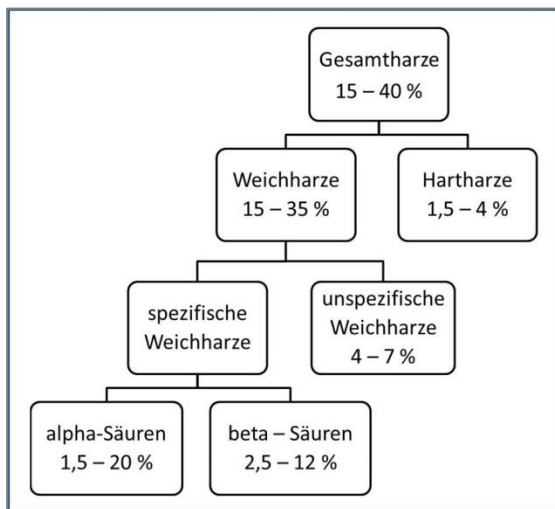 Gesamtharze
15 – 40 %
Weichharze
15 – 35 %
Hartharze
1,5 – 4 %
spezifische
Weichharze
unspezifische
Weichharze
4 – 7 %
alpha-Säuren
1,5 – 20 %
beta – Säuren
2,5 – 12 %